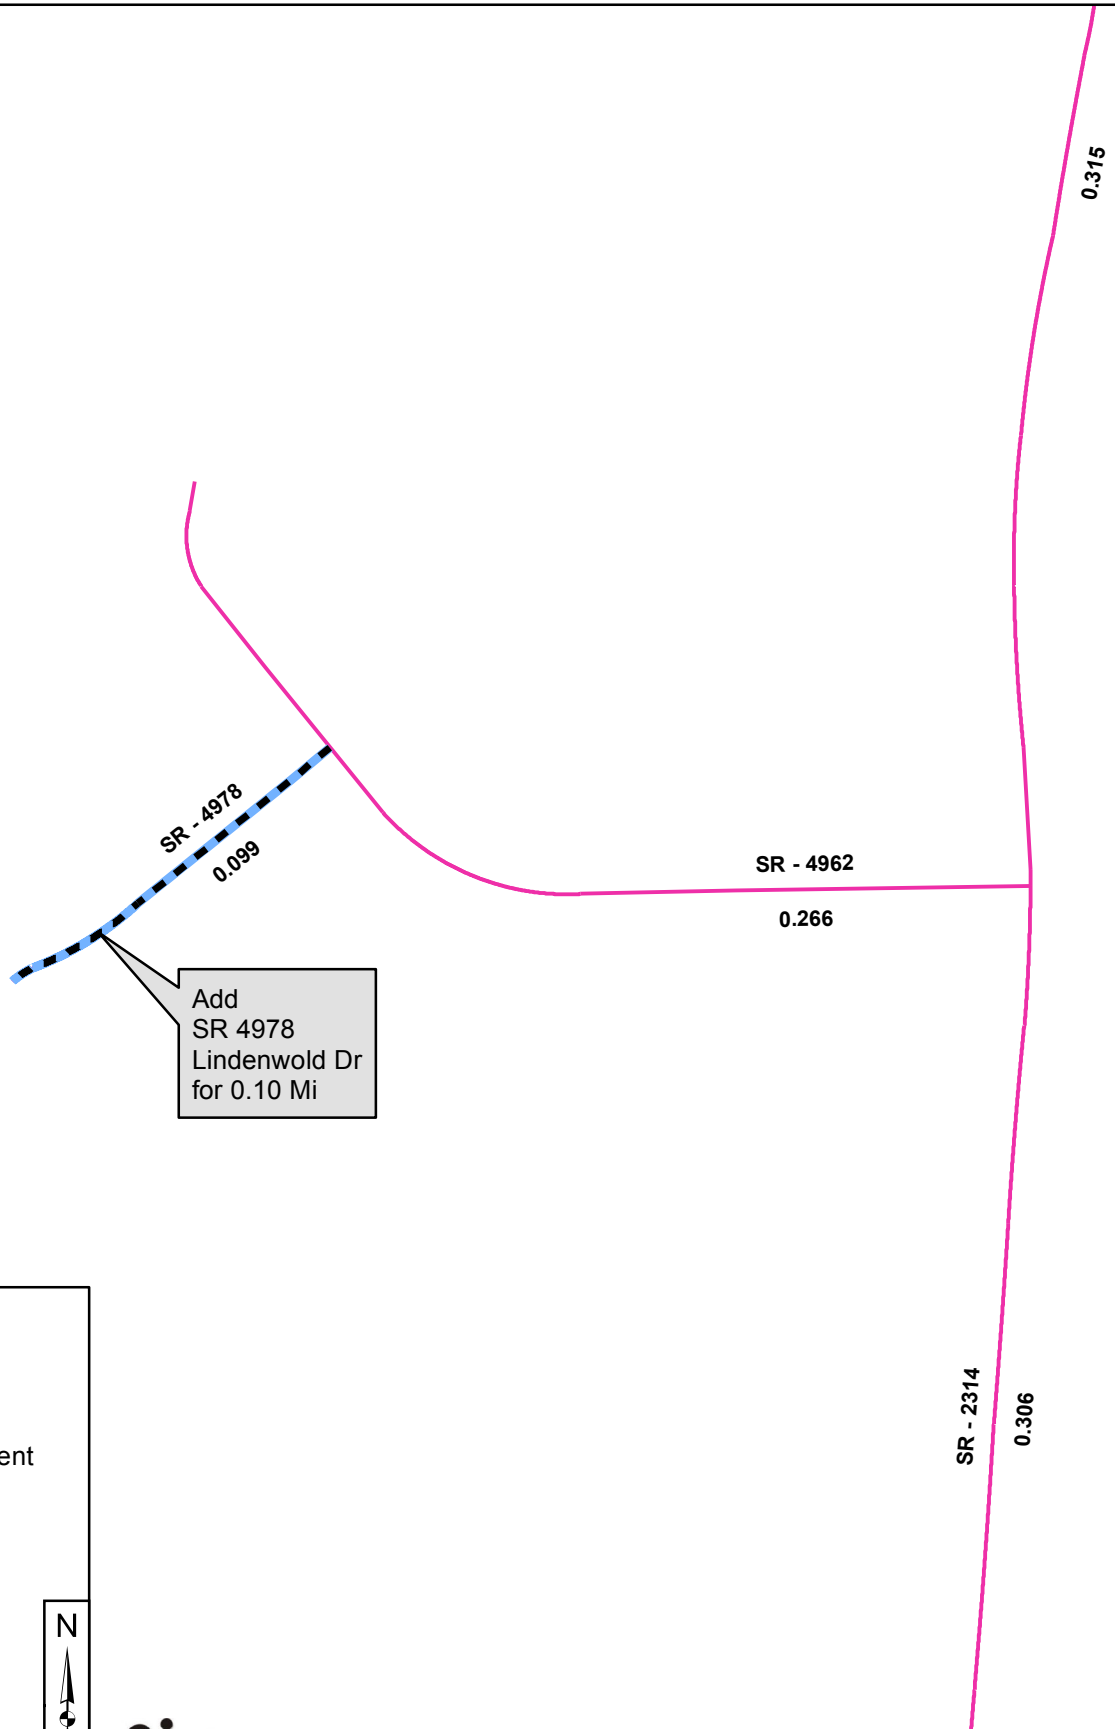 0.315
SR - 4978
0.099
SR - 4962
0.266
Add
SR 4978
Lindenwold Dr
for 0.10 Mi
SR - 2314
0.306
ent
N